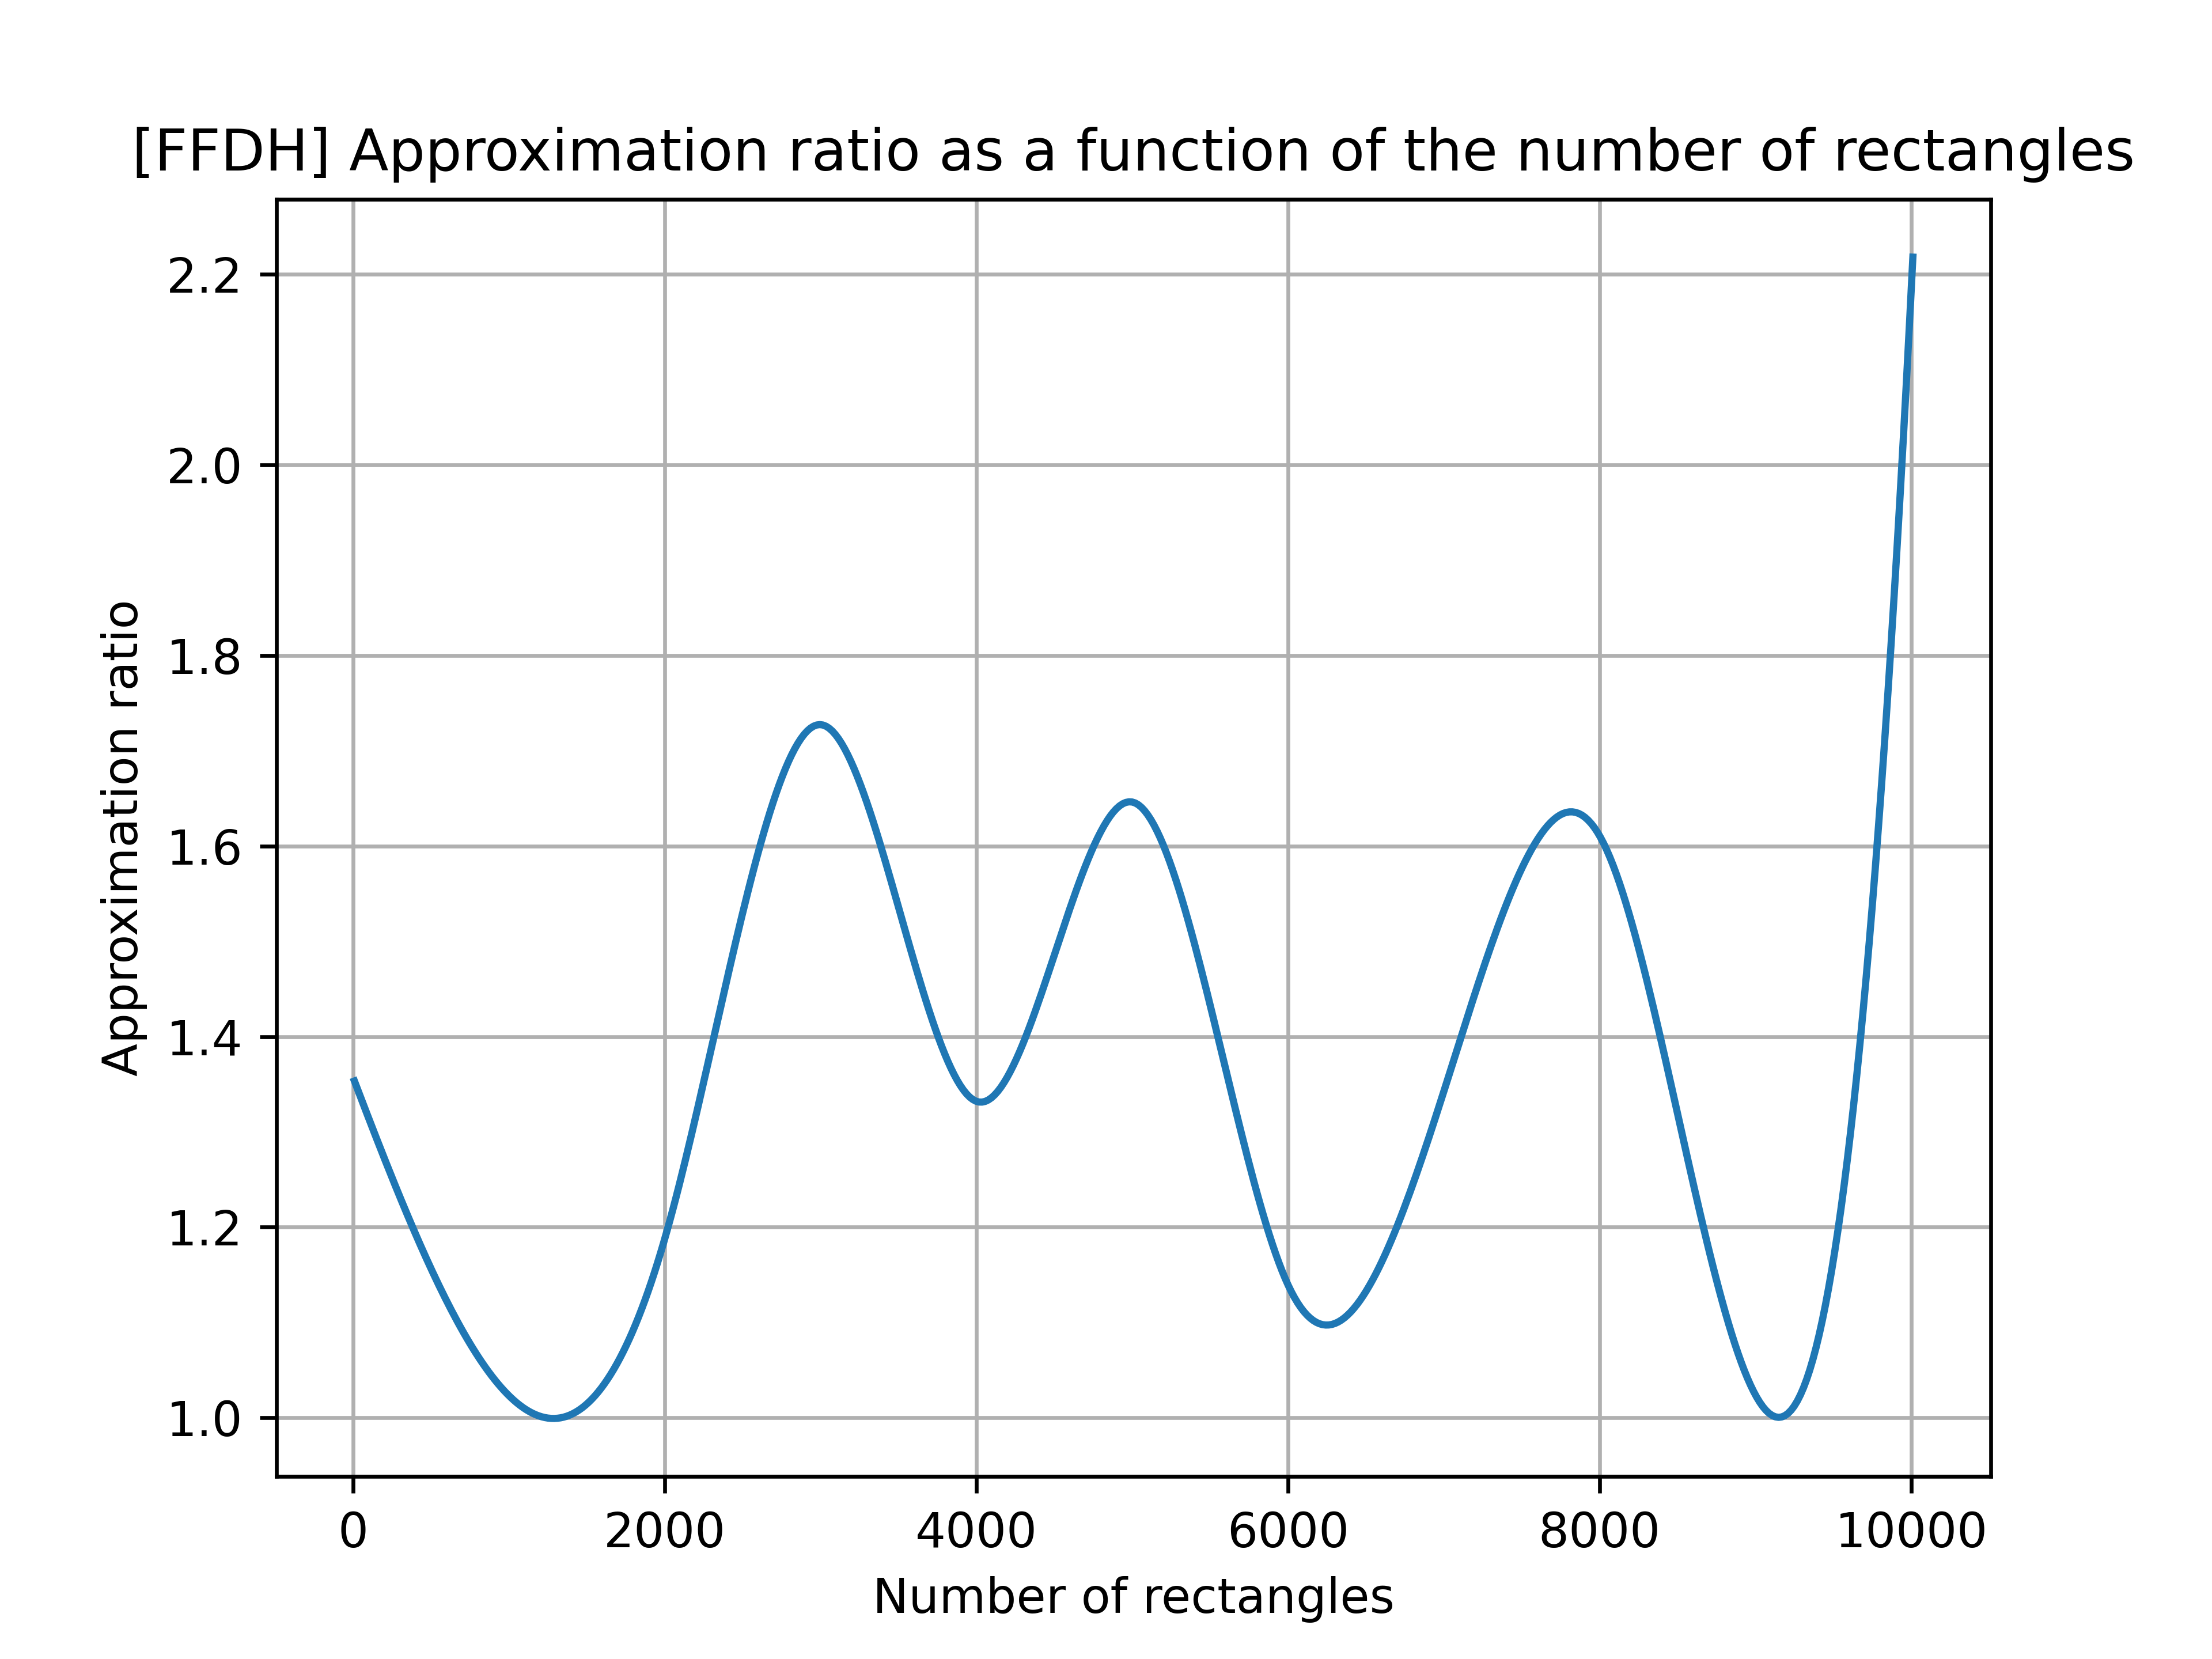 [FFDH] Approximation ratio as a function of the number of rectangles
Approximation ratio
2.2
2.0
1.8
1.6
1.4
1.2
1.0
0 2000 4000 6000 8000 10000
Number of rectangles